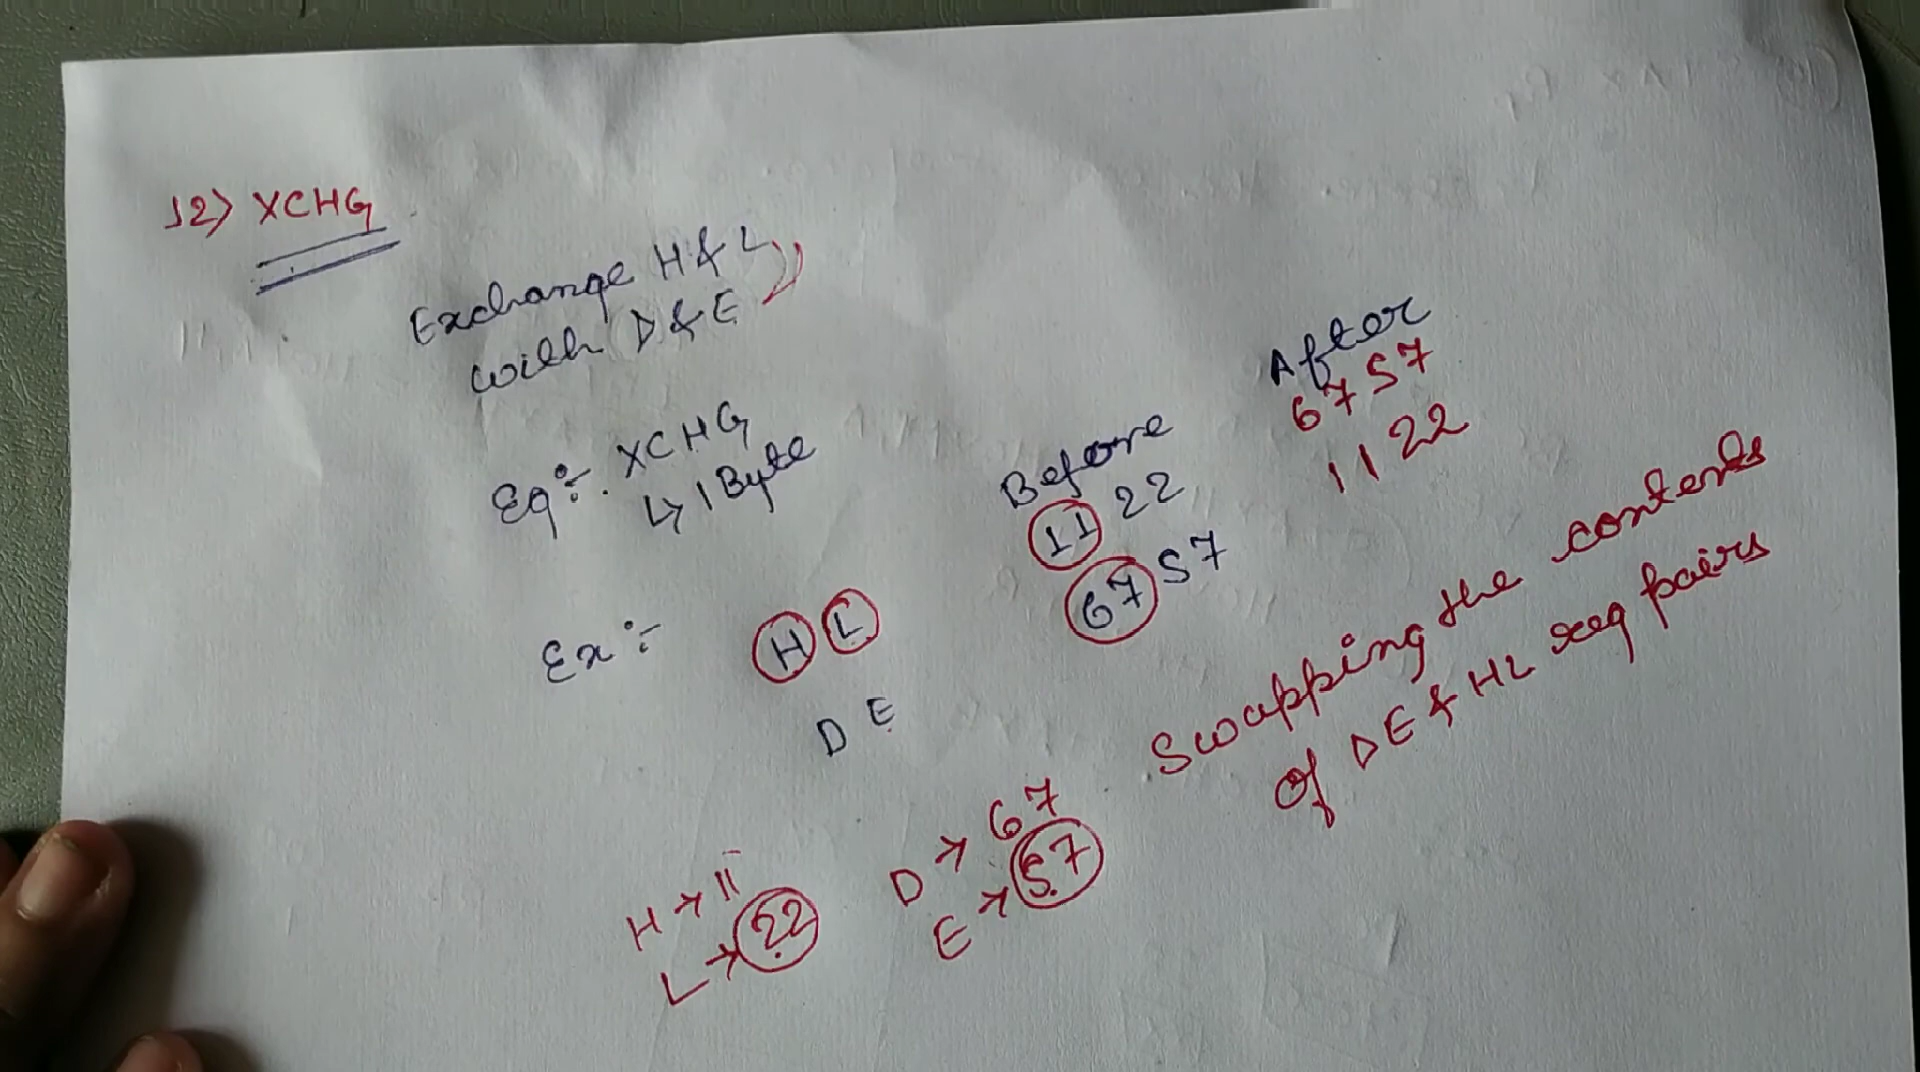 12) XCHG
Exchange H & L
with D & E
Eg :- XCHG
↳ 1 Byte
Before After
Ex :- H L 11 22 67 57
D E 67 57 11 22
H → 11 D → 67
L → 22 E → 57
Swapping the contents
of DE & HL reg pairs